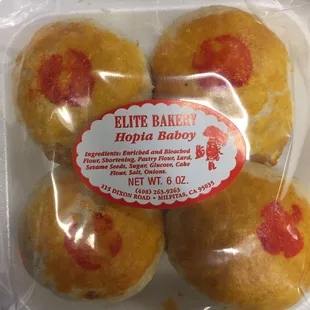 ELITE BAKERY
Hopia Baboy
Ingredients: Enriched and Bleached
Flour, Shortening, Pastry Flour, Lard,
Sesame Seeds, Sugar, Glucose, Cake
Flour, Salt, Onions.
NET WT. 6 OZ.
(408) 263-9263
115 DIXON ROAD • MILPITAS, CA 95035